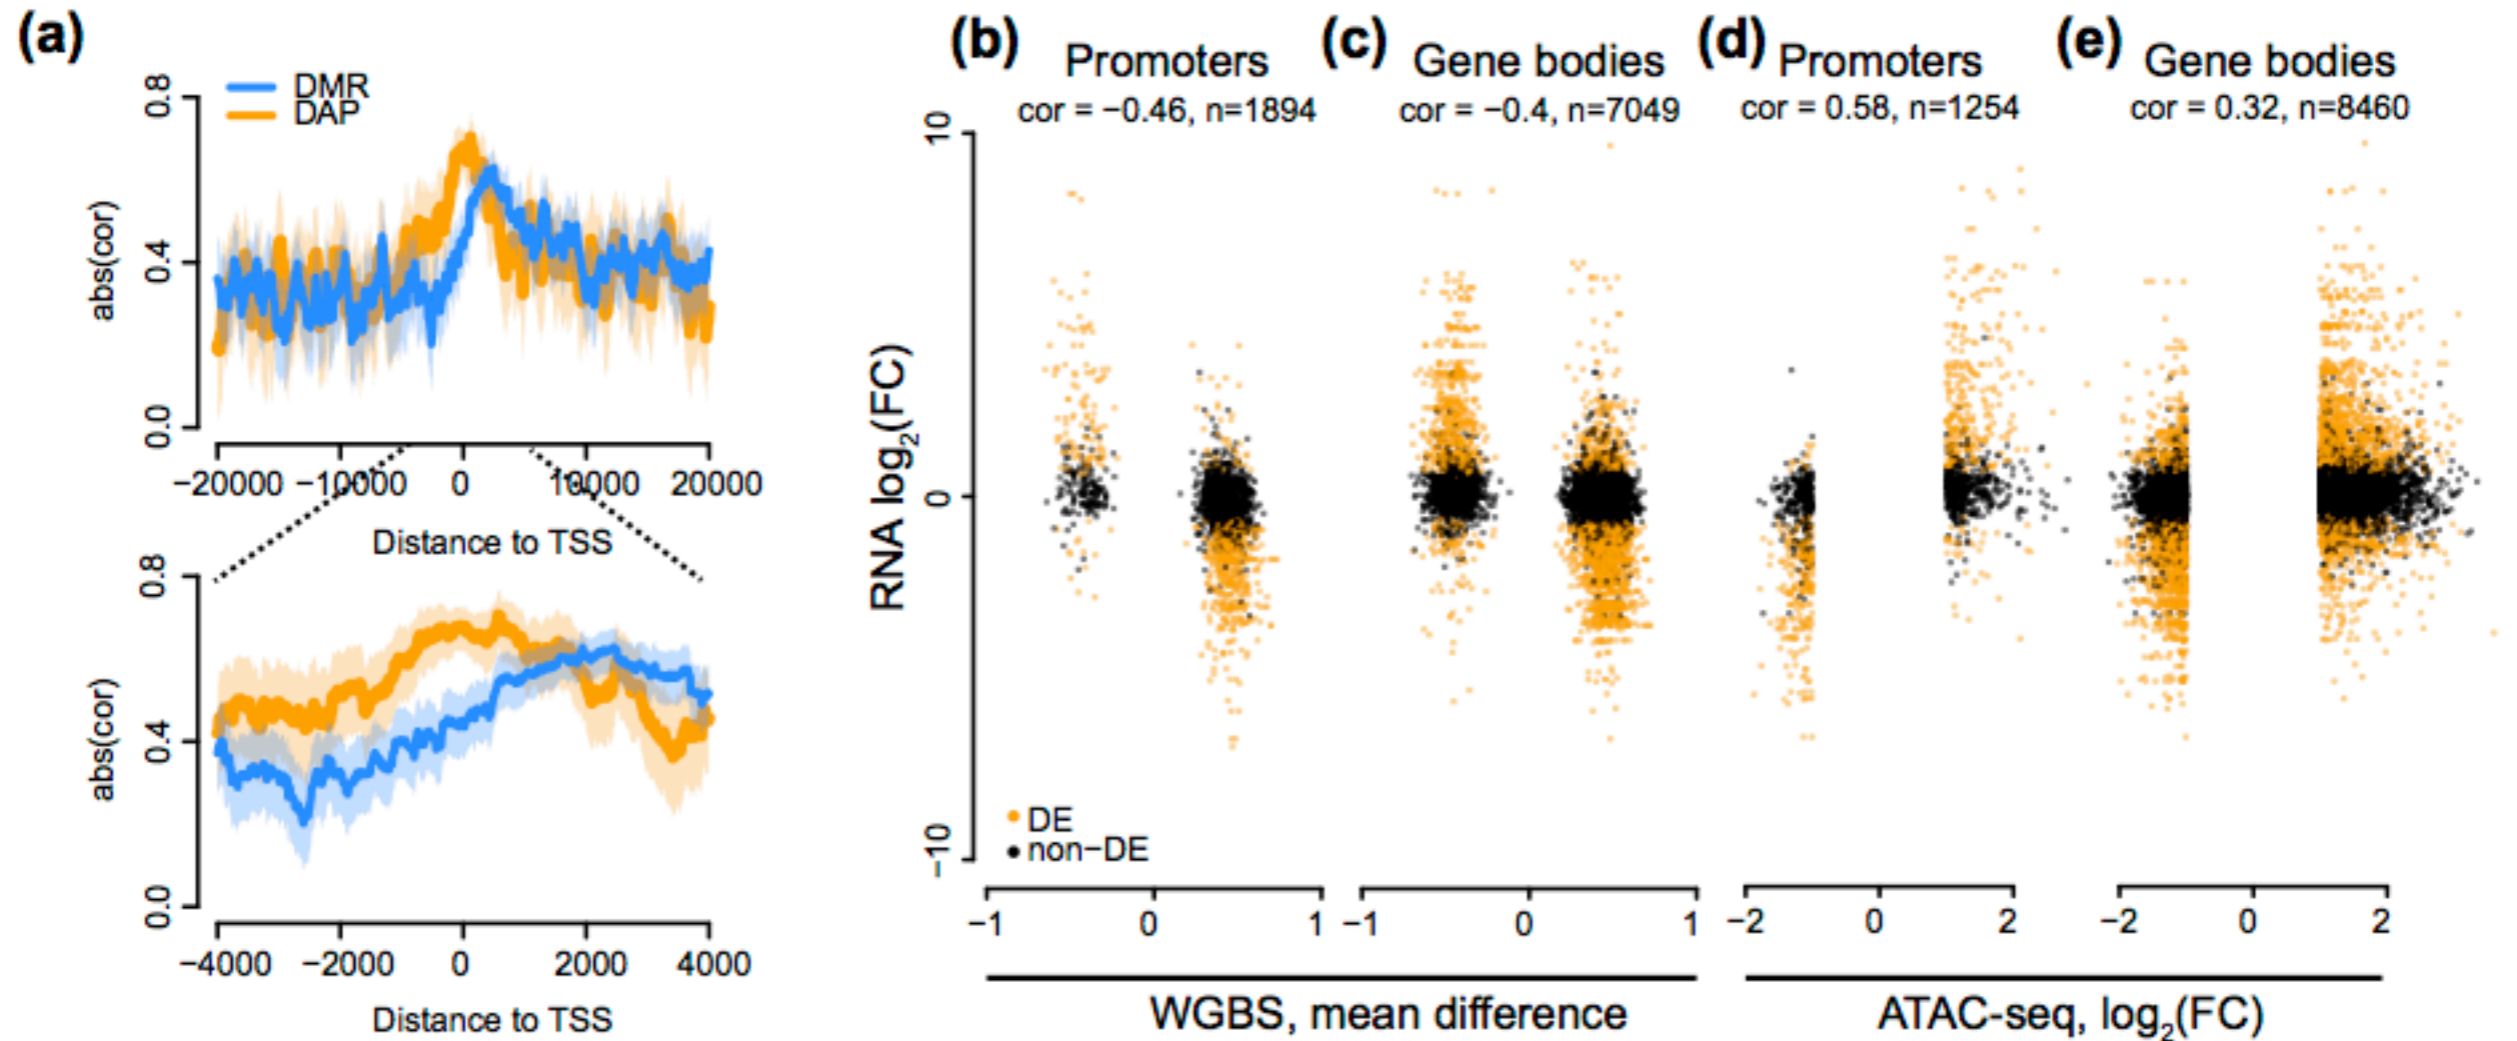 (a)
DMR
DAP
0.8
0.4
0.0
abs(cor)
−20000 −10000 0 10000 20000
Distance to TSS
0.8
0.4
0.0
abs(cor)
−4000 −2000 0 2000 4000
Distance to TSS
(b) Promoters
cor = −0.46, n=1894
(c) Gene bodies
cor = −0.4, n=7049
(d) Promoters
cor = 0.58, n=1254
(e) Gene bodies
cor = 0.32, n=8460
10
0
−10
RNA log2(FC)
DE
non−DE
−1 0 1
−1 0 1
−2 0 2
−2 0 2
WGBS, mean difference
ATAC-seq, log2(FC)